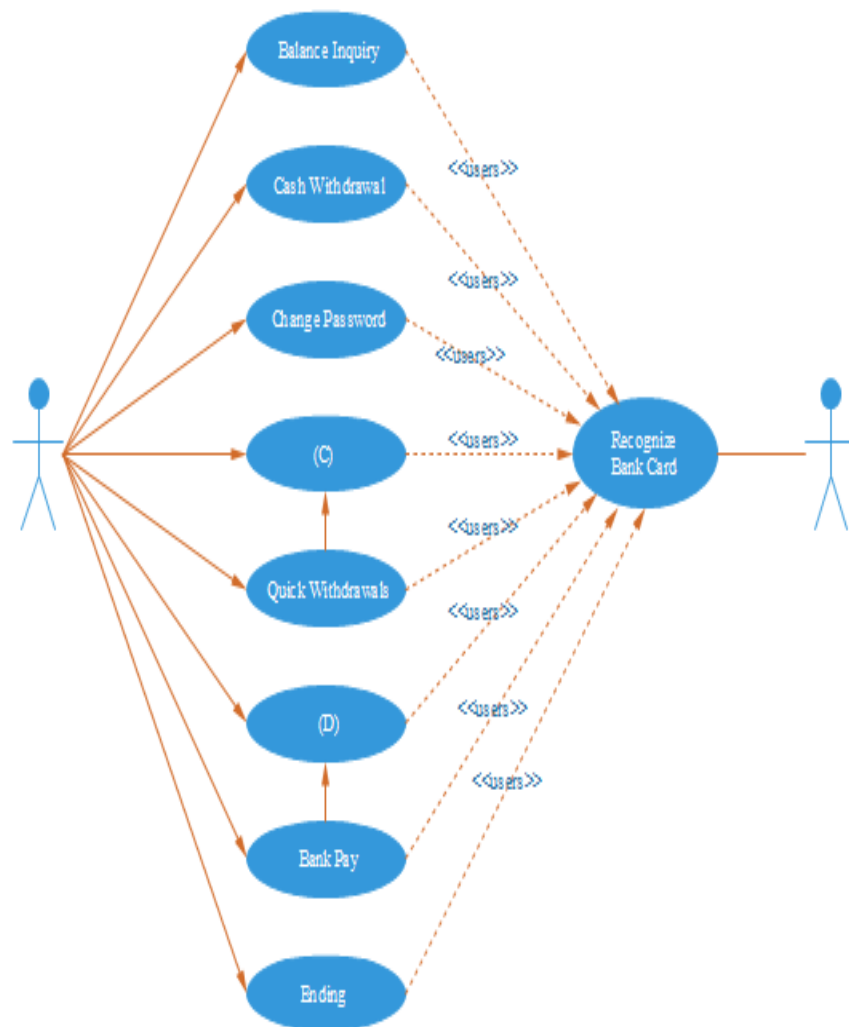 Balance Inquiry
<<users>>
Cash Withdrawal
<<users>>
Change Password
<<users>>
(C)
<<users>>
Recognize
Bank Card
Quick Withdrawals
<<users>>
<<users>>
(D)
<<users>>
<<users>>
Bank Pay
Ending